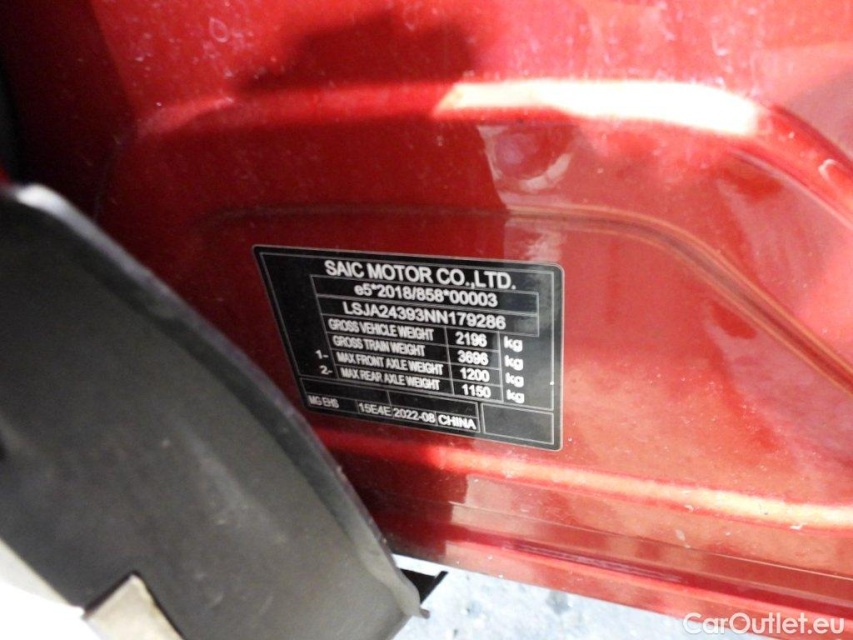 SAIC MOTOR CO.,LTD.
e5*2018/858*00003
LSJA24393NN179286
GROSS VEHICLE WEIGHT 2196 kg
GROSS TRAIN WEIGHT 3696 kg
1- MAX FRONT AXLE WEIGHT 1200 kg
2- MAX REAR AXLE WEIGHT 1150 kg
MG EHS 15E4E 2022-08 CHINA
CarOutlet.eu